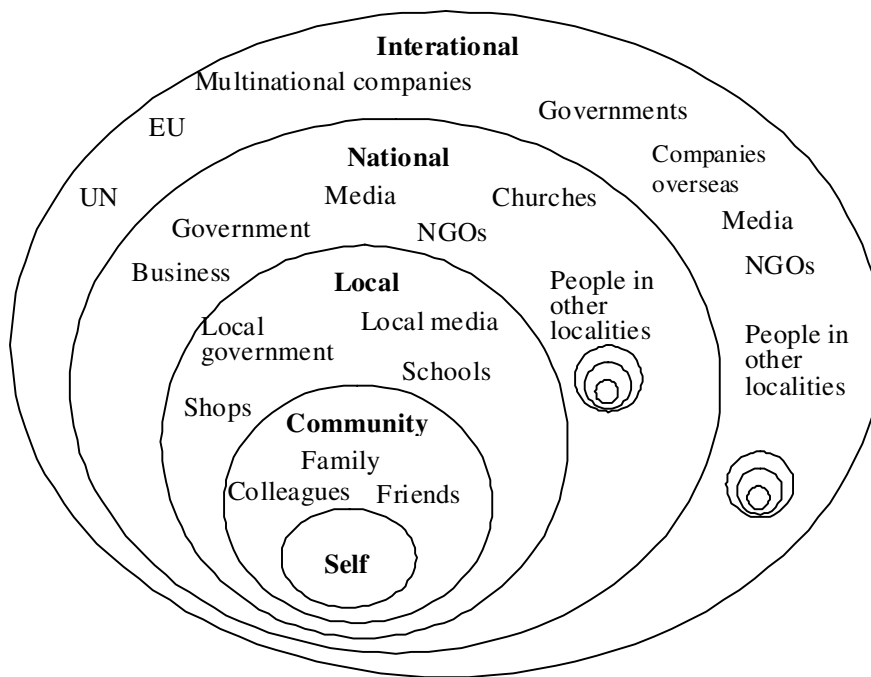 Interational
Multinational companies
Governments
EU
National
Companies
overseas
UN
Media
Churches
Media
Government
NGOs
Business
NGOs
Local
People in
other
localities
Local media
Local
government
People in
other
localities
Schools
Shops
Community
Family
Colleagues
Friends
Self